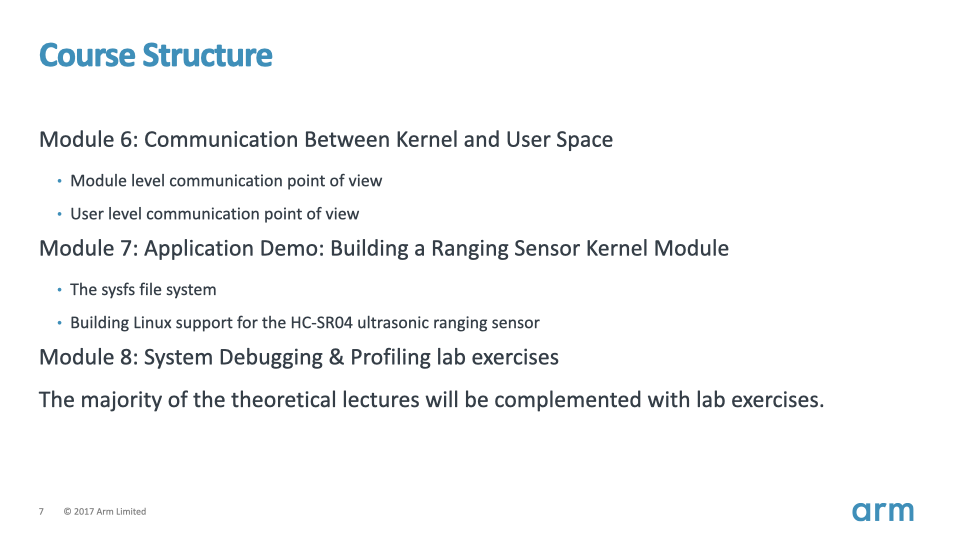 Course Structure
Module 6: Communication Between Kernel and User Space
• Module level communication point of view
• User level communication point of view
Module 7: Application Demo: Building a Ranging Sensor Kernel Module
• The sysfs file system
• Building Linux support for the HC-SR04 ultrasonic ranging sensor
Module 8: System Debugging & Profiling lab exercises
The majority of the theoretical lectures will be complemented with lab exercises.
7 © 2017 Arm Limited
arm